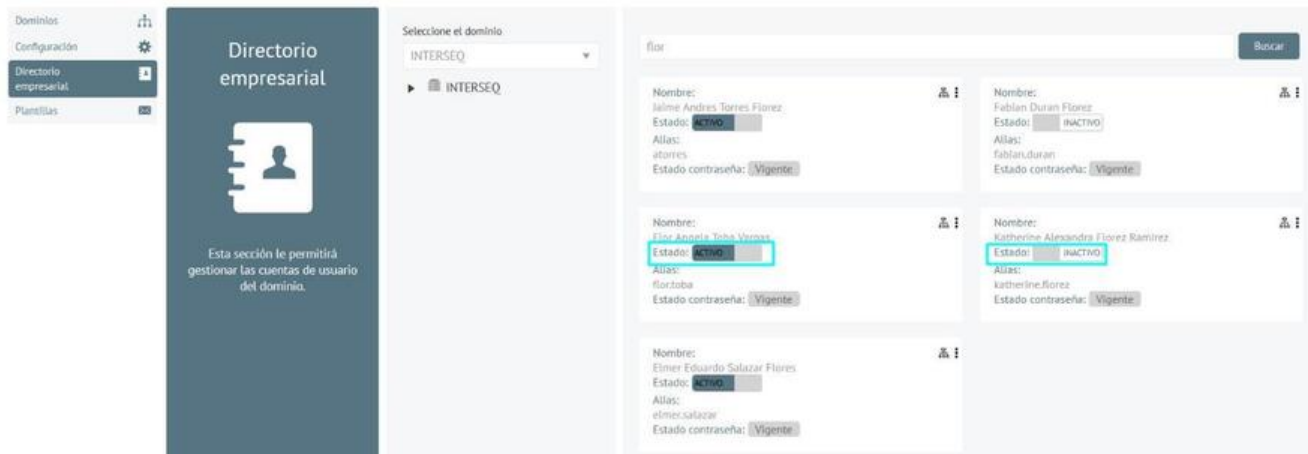 Dominios
Configuración
Directorio
empresarial
Plantillas
Directorio
empresarial
Esta sección le permitirá
gestionar las cuentas de usuario
del dominio.
Seleccione el dominio
INTERSEQ
INTERSEQ
flor
Buscar
Nombre:
Jaime Andres Torres Florez
Estado: ACTIVO
Alias:
atorres
Estado contraseña: Vigente
Nombre:
Fabian Duran Florez
Estado: INACTIVO
Alias:
fabian.duran
Estado contraseña: Vigente
Nombre:
Flor Angela Toba Vargas
Estado: ACTIVO
Alias:
flor.toba
Estado contraseña: Vigente
Nombre:
Katherine Alexandra Florez Ramirez
Estado: INACTIVO
Alias:
katherine.florez
Estado contraseña: Vigente
Nombre:
Elmer Eduardo Salazar Flores
Estado: ACTIVO
Alias:
elmer.salazar
Estado contraseña: Vigente